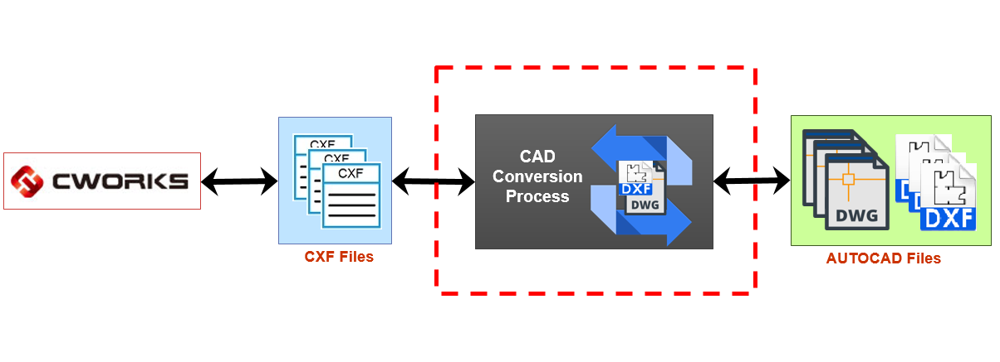 CWORKS
CXF
CXF
CXF
CXF Files
CAD
Conversion
Process
DXF
DWG
DWG
DXF
AUTOCAD Files